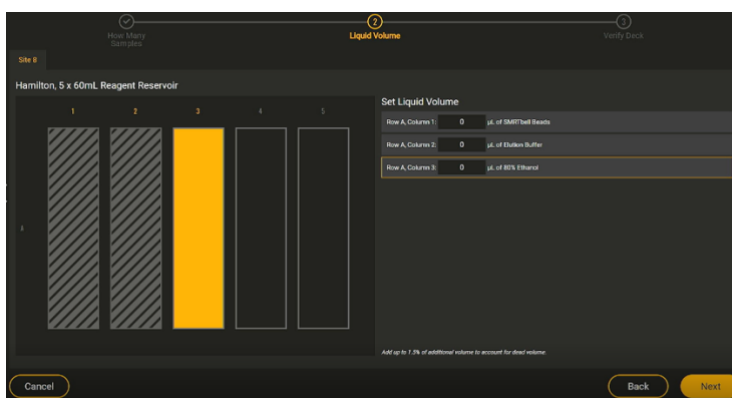 2
3
How Many
Samples
Liquid Volume
Verify Deck
Site 8
Hamilton, 5 x 60mL Reagent Reservoir
1 2 3 4 5
A
Set Liquid Volume
Row A, Column 1: 0 µL of SMRTbell Beads
Row A, Column 2: 0 µL of Elution Buffer
Row A, Column 3: 0 µL of 80% Ethanol
Add up to 1.5% of additional volume to account for dead volume.
Cancel
Back
Next